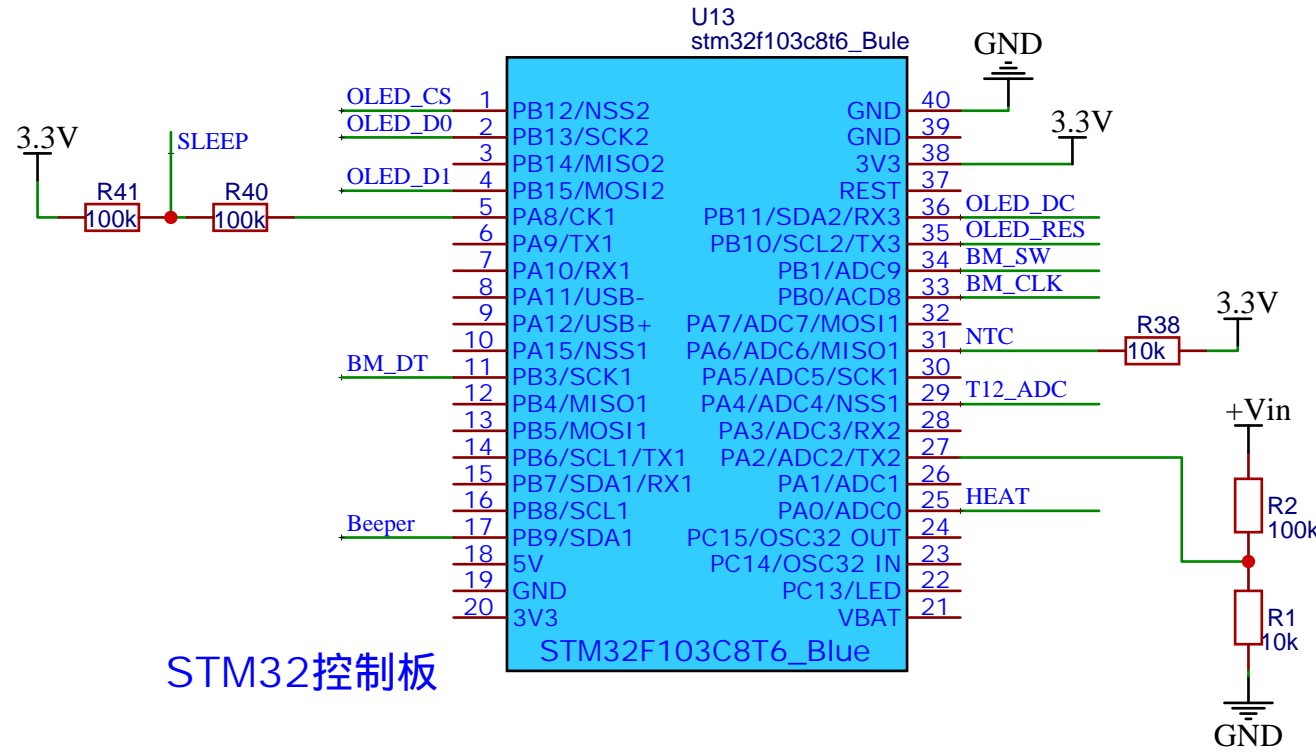 U13
stm32f103c8t6_Bule
GND
OLED_CS
1
PB12/NSS2
GND
40
OLED_D0
2
PB13/SCK2
GND
39
3.3V
3.3V
SLEEP
3
PB14/MISO2
3V3
38
OLED_D1
4
PB15/MOSI2
REST
37
R41
100k
R40
100k
5
PA8/CK1
PB11/SDA2/RX3
36
OLED_DC
6
PA9/TX1
PB10/SCL2/TX3
35
OLED_RES
7
PA10/RX1
PB1/ADC9
34
BM_SW
8
PA11/USB-
PB0/ACD8
33
BM_CLK
9
PA12/USB+
PA7/ADC7/MOSI1
32
3.3V
R38
10k
10
PA15/NSS1
PA6/ADC6/MISO1
31
NTC
BM_DT
11
PB3/SCK1
PA5/ADC5/SCK1
30
12
PB4/MISO1
PA4/ADC4/NSS1
29
T12_ADC
13
PB5/MOSI1
PA3/ADC3/RX2
28
+Vin
14
PB6/SCL1/TX1
PA2/ADC2/TX2
27
15
PB7/SDA1/RX1
PA1/ADC1
26
16
PB8/SCL1
PA0/ADC0
25
HEAT
R2
100k
Beeper
17
PB9/SDA1
PC15/OSC32 OUT
24
18
5V
PC14/OSC32 IN
23
19
GND
PC13/LED
22
20
3V3
VBAT
21
R1
10k
STM32F103C8T6_Blue
STM32控制板
GND